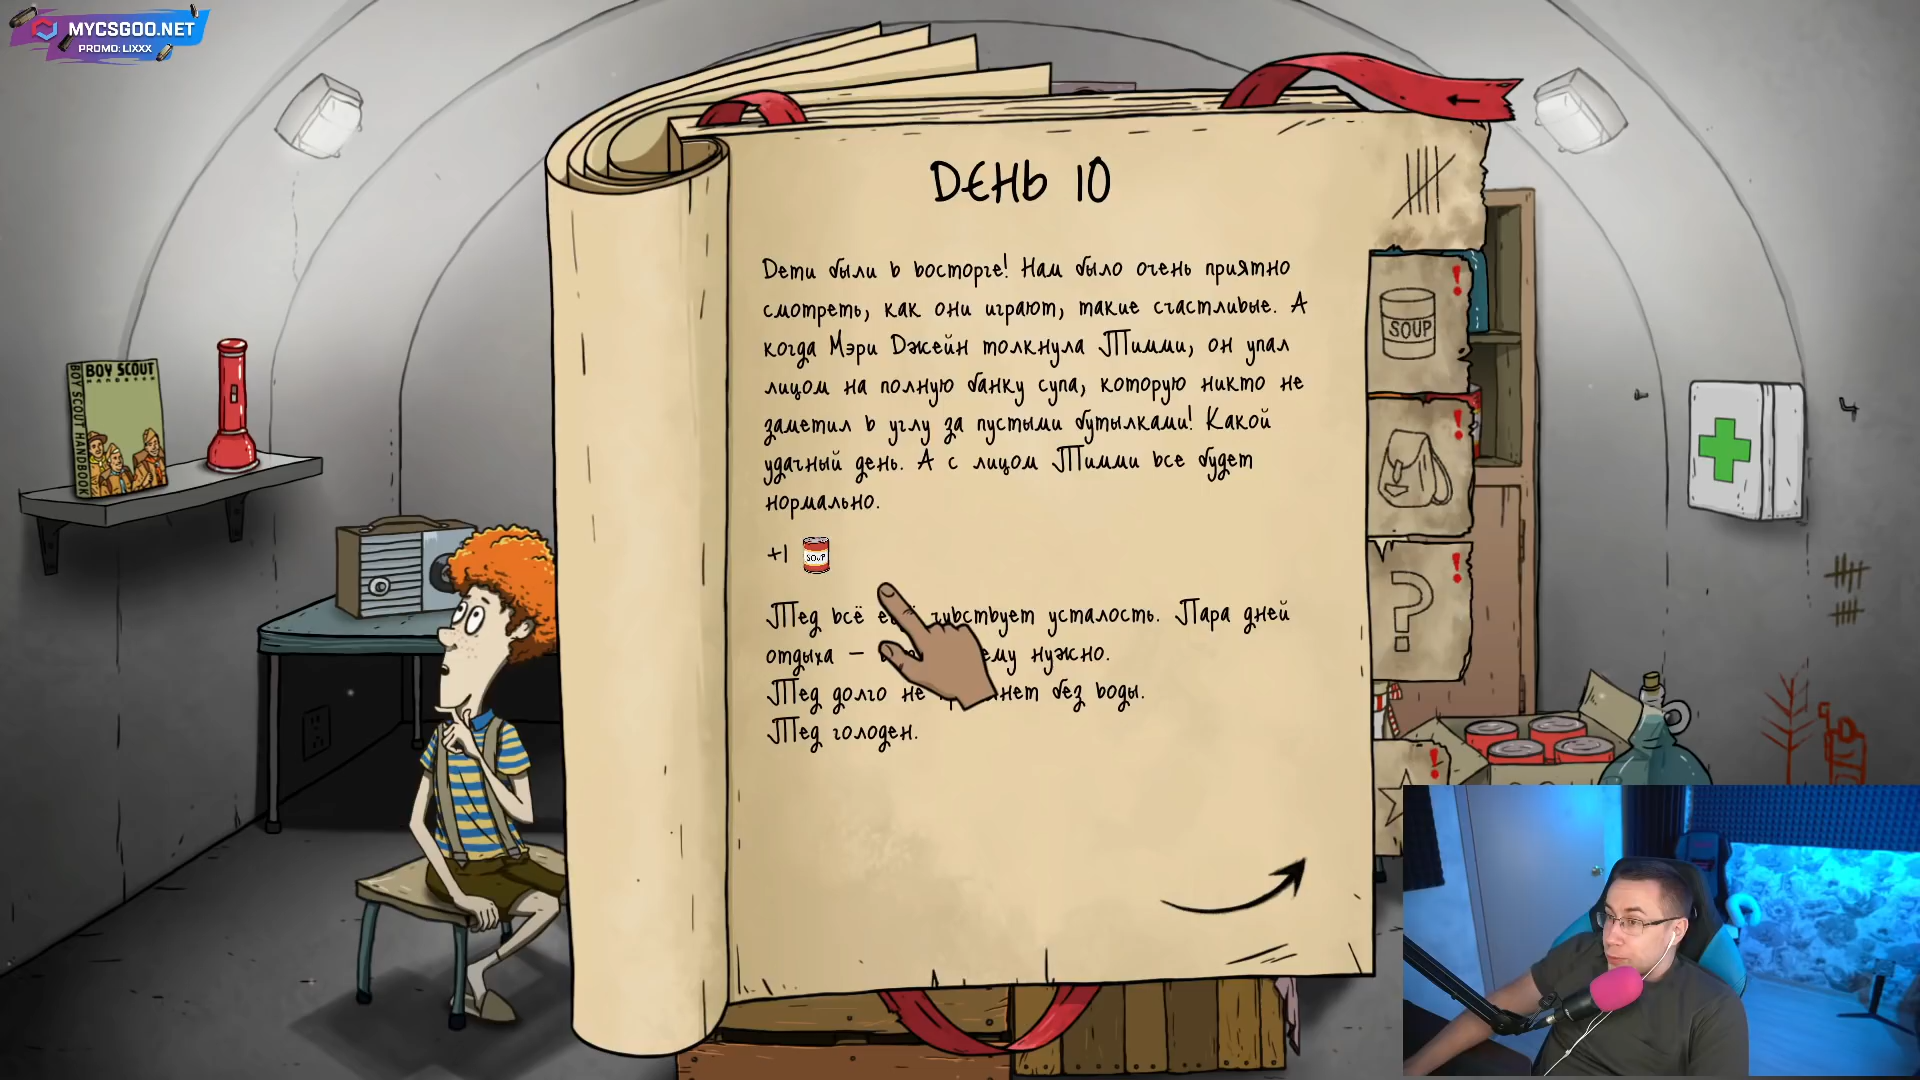 MYCSGOO.NET
PROMO: LIXXX
BOY SCOUT
HANDBOOK
BOY SCOUT HANDBOOK
День 10
Дети были в восторге! Нам было очень приятно
смотреть, как они играют, такие счастливые. А
когда Мэри Джейн толкнула Тимми, он упал
лицом на полную банку супа, которую никто не
заметил в углу за пустыми бутылками! Какой
удачный день. А с лицом Тимми все будет
нормально.
+1 SOUP
Тед всё чувствует усталость. Пара дней
отдыха — ему нужно.
Тед долго не без воды.
Тед голоден.
SOUP
!
!
?
!
!